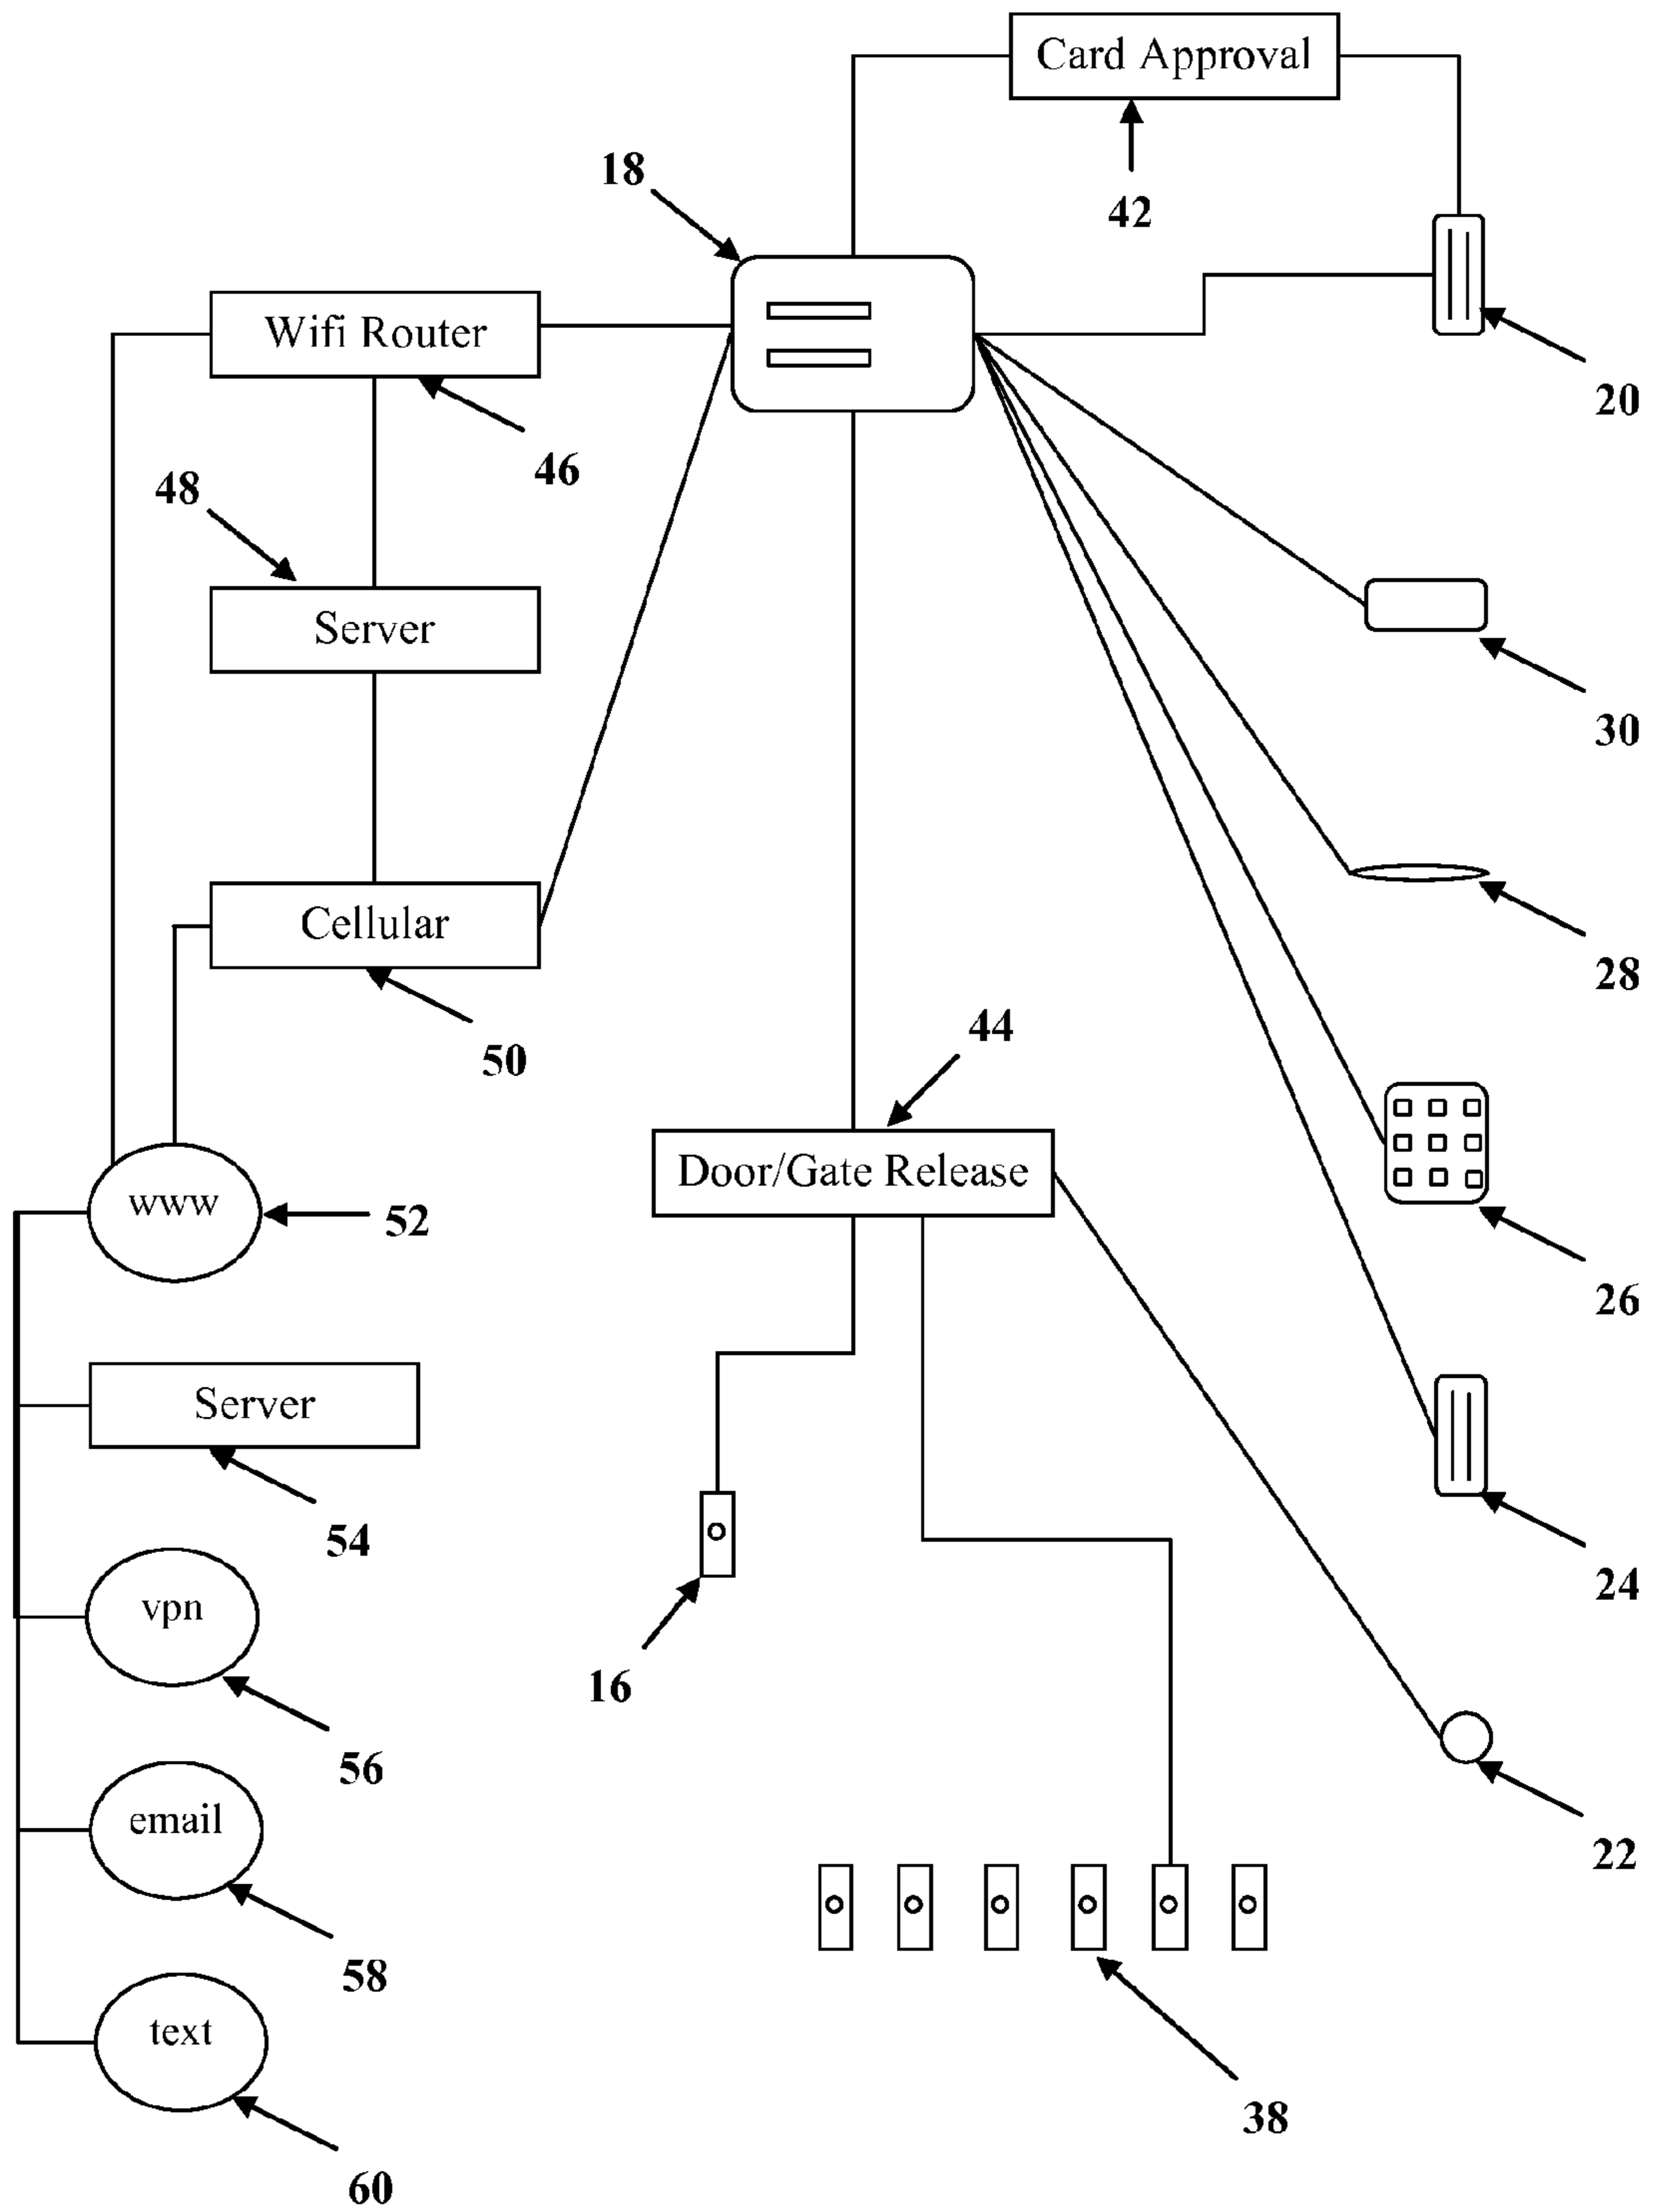 Card Approval
18
42
Wifi Router
20
46
48
Server
30
Cellular
28
44
50
Door/Gate Release
www
52
26
Server
54
24
vpn
16
56
email
22
58
text
38
60